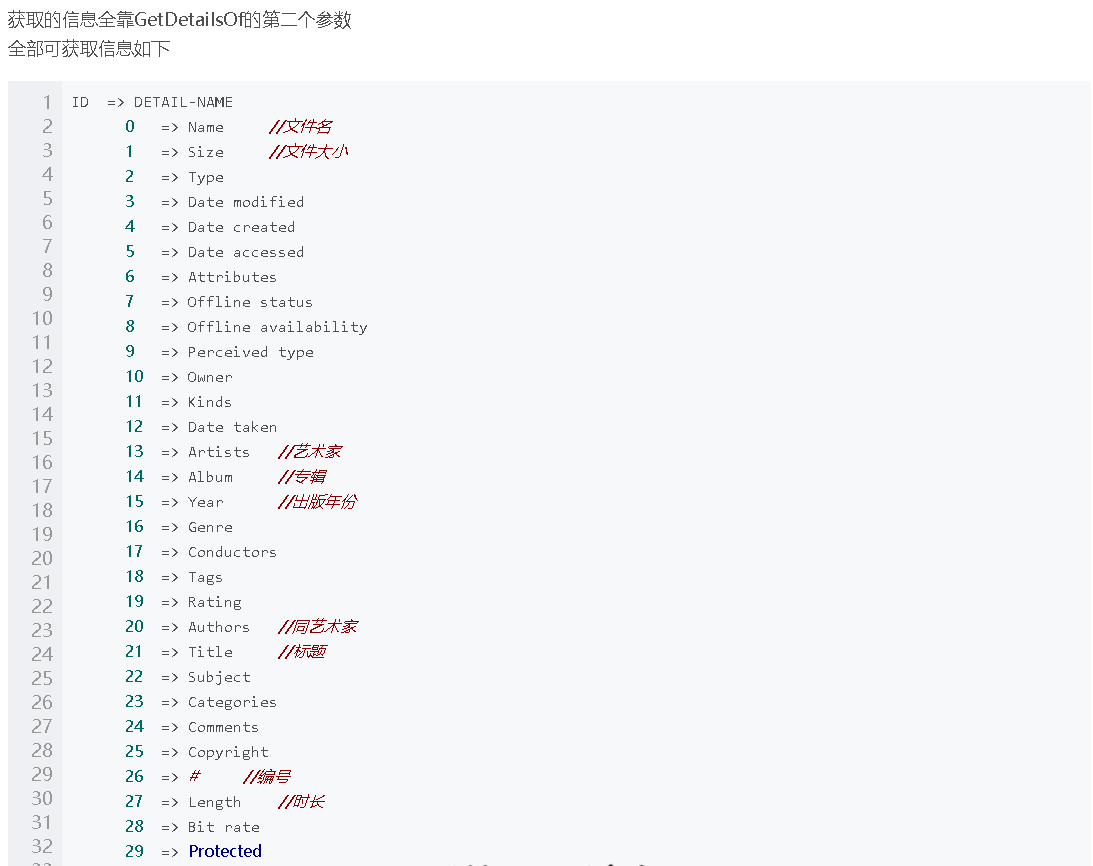 获取的信息全靠GetDetailsOf的第二个参数
全部可获取信息如下
1 ID => DETAIL-NAME
2 0 => Name //文件名
3 1 => Size //文件大小
4 2 => Type
5 3 => Date modified
6 4 => Date created
7 5 => Date accessed
8 6 => Attributes
9 7 => Offline status
10 8 => Offline availability
11 9 => Perceived type
12 10 => Owner
13 11 => Kinds
14 12 => Date taken
15 13 => Artists //艺术家
16 14 => Album //专辑
17 15 => Year //出版年份
18 16 => Genre
19 17 => Conductors
20 18 => Tags
21 19 => Rating
22 20 => Authors //同艺术家
23 21 => Title //标题
24 22 => Subject
25 23 => Categories
26 24 => Comments
27 25 => Copyright
28 26 => # //编号
29 27 => Length //时长
30 28 => Bit rate
31 29 => Protected
32